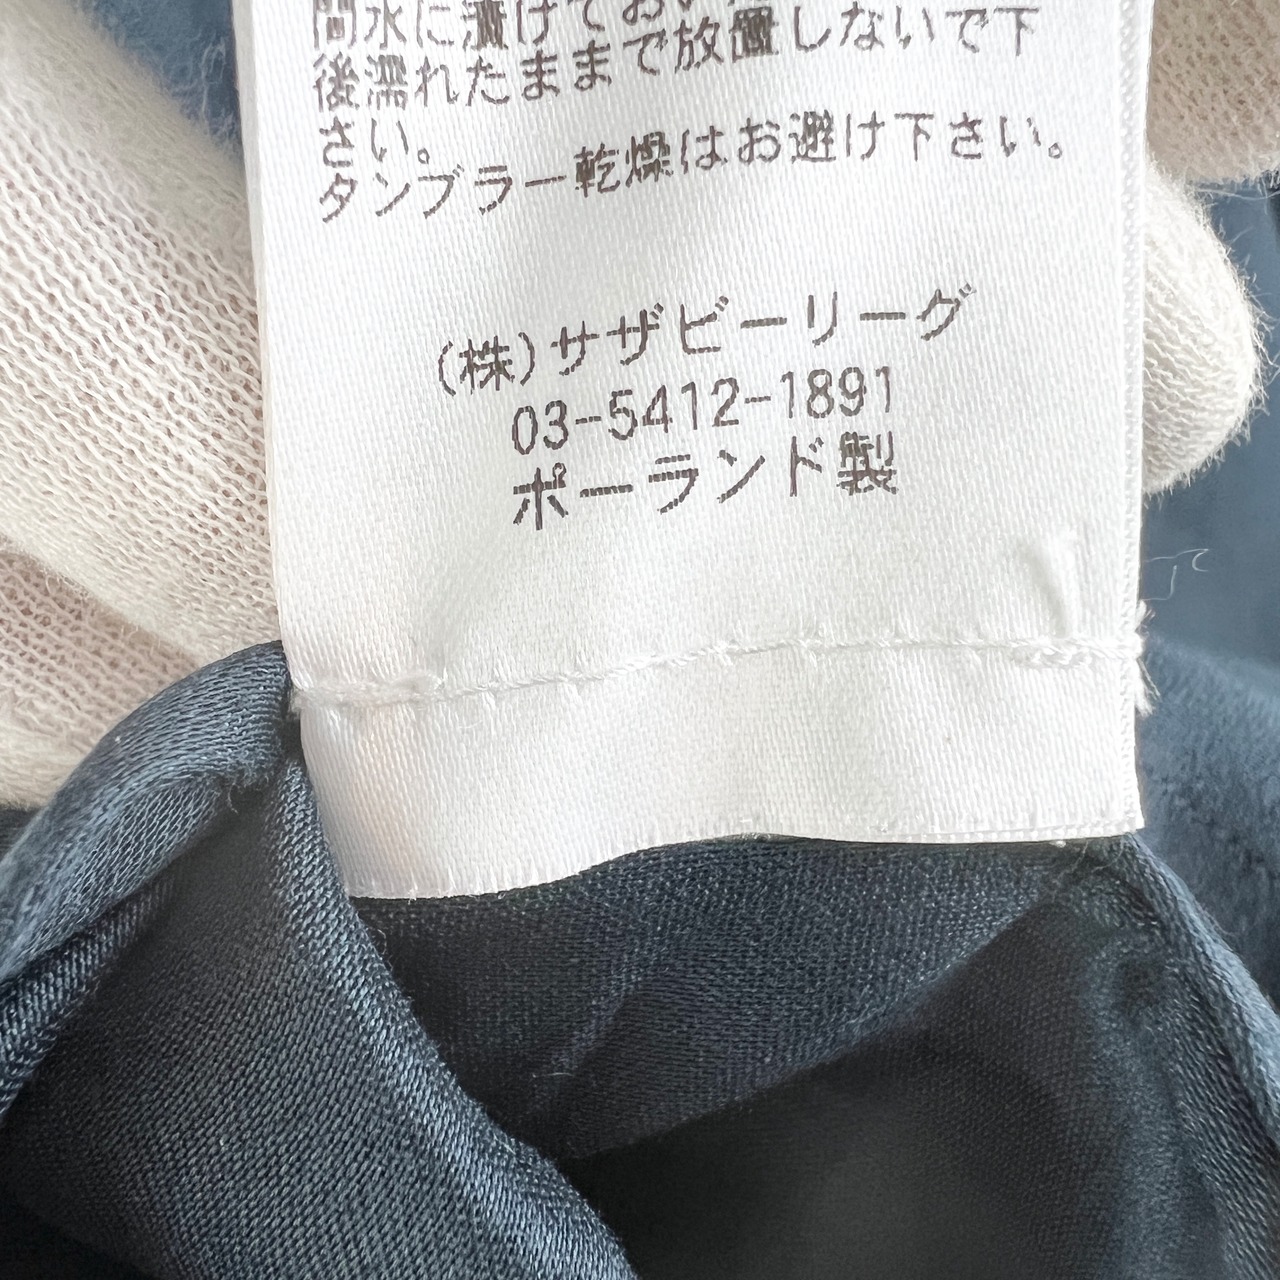 間水に漬けておい
後濡れたままで放置しないで下
さい。
タンブラー乾燥はお避け下さい。
(株)サザビーリーグ
03-5412-1891
ポーランド製